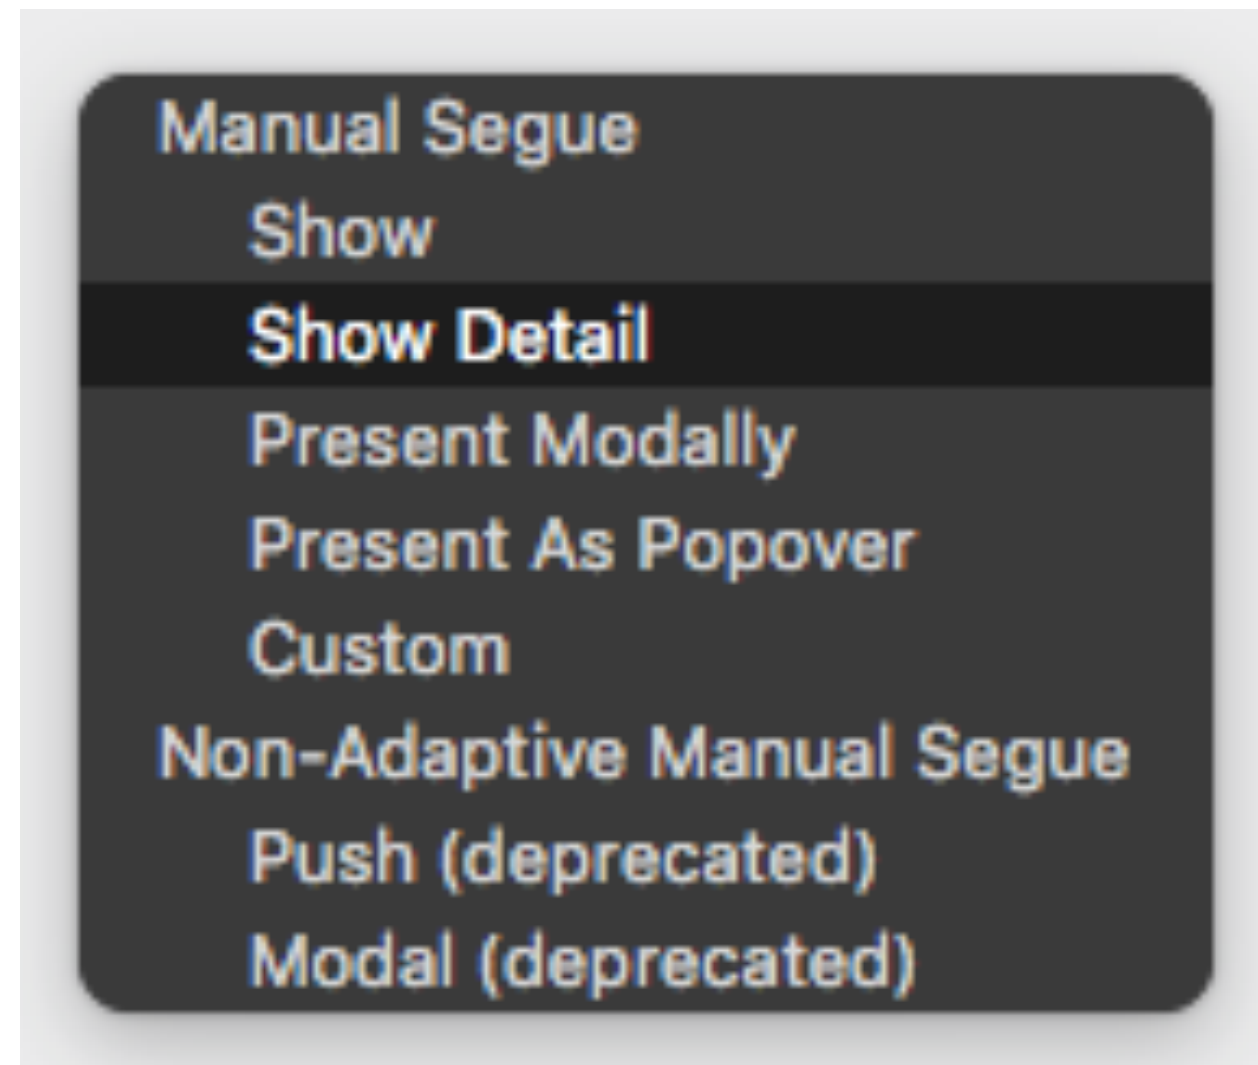 Manual Segue
Show
Show Detail
Present Modally
Present As Popover
Custom
Non-Adaptive Manual Segue
Push (deprecated)
Modal (deprecated)